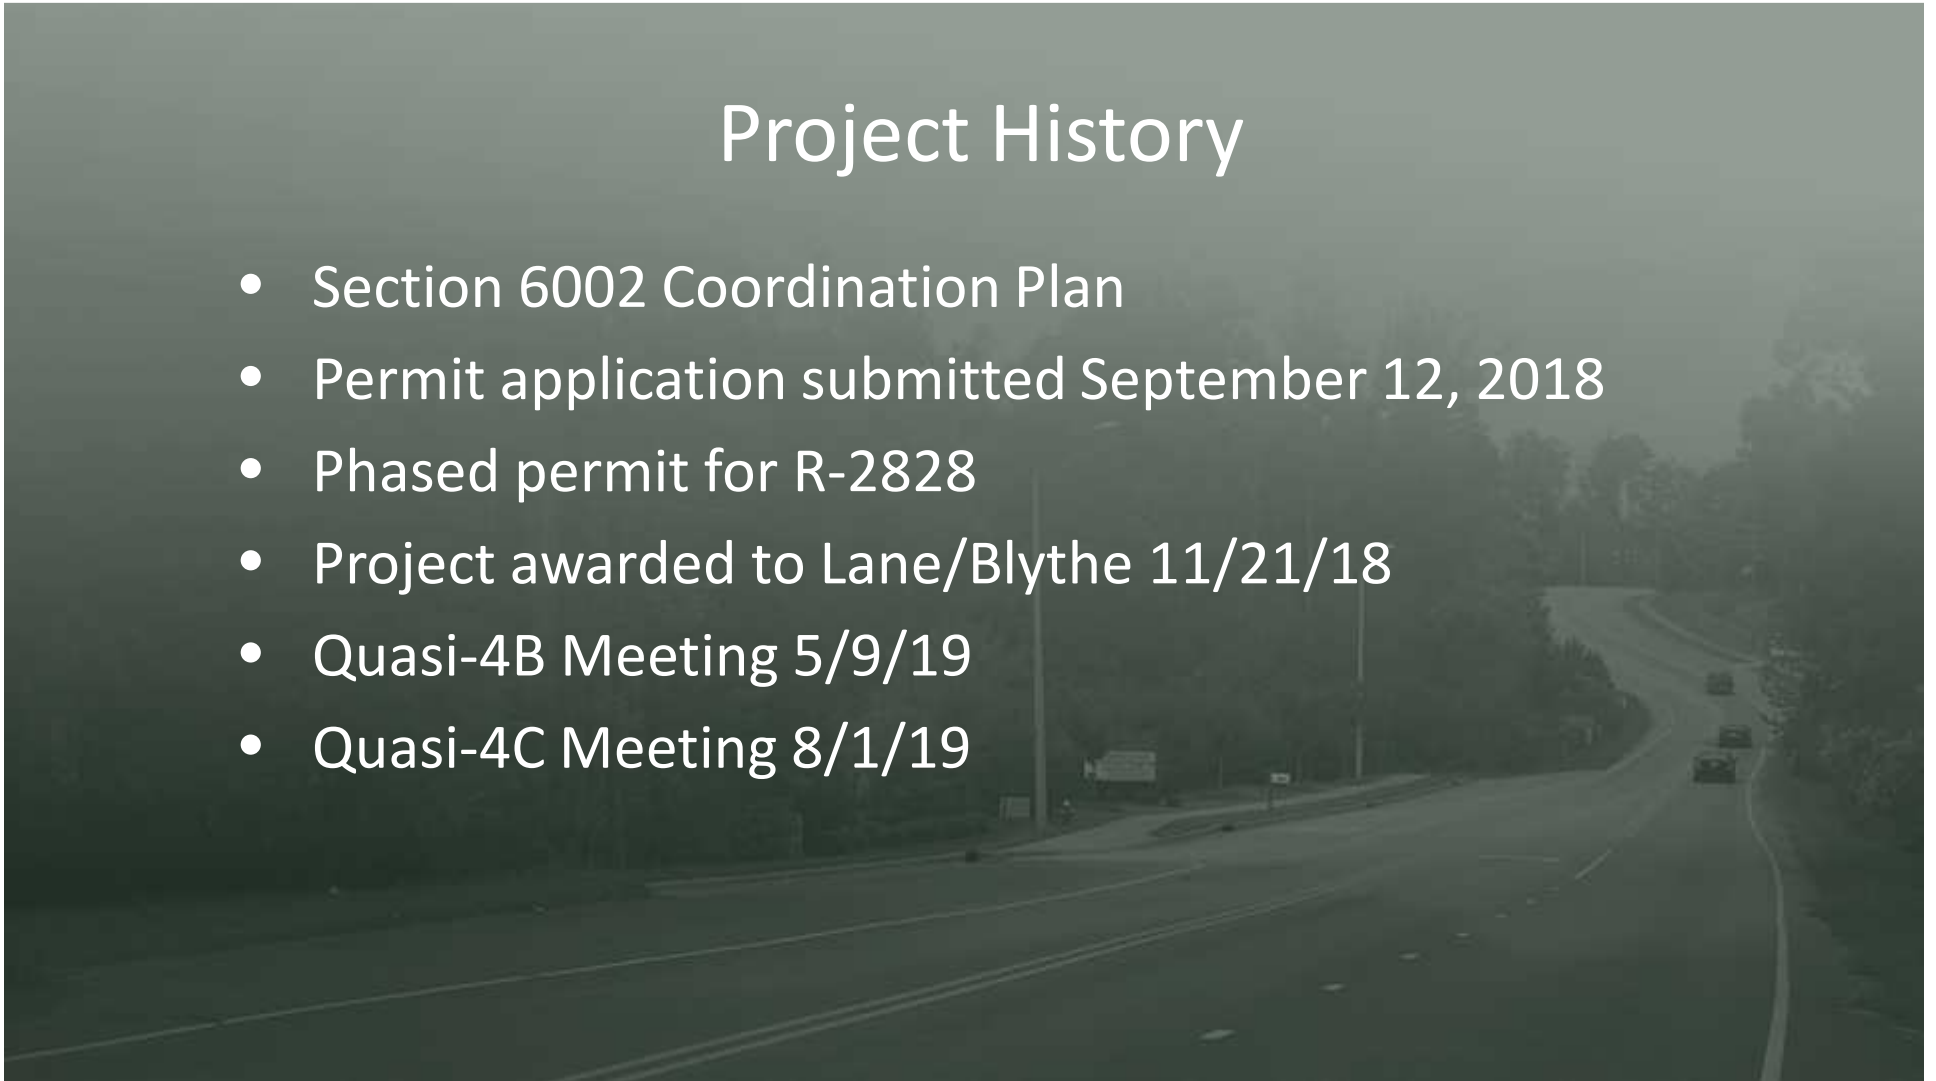 Project History
• Section 6002 Coordination Plan
• Permit application submitted September 12, 2018
• Phased permit for R-2828
• Project awarded to Lane/Blythe 11/21/18
• Quasi-4B Meeting 5/9/19
• Quasi-4C Meeting 8/1/19